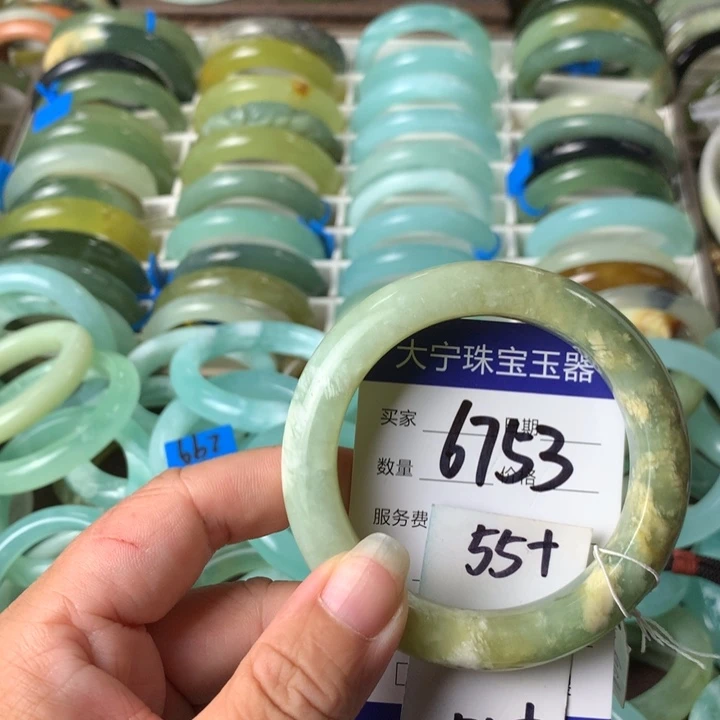 大宁珠宝玉器
买家 日期
6753
数量 价格
服务费
55+
667